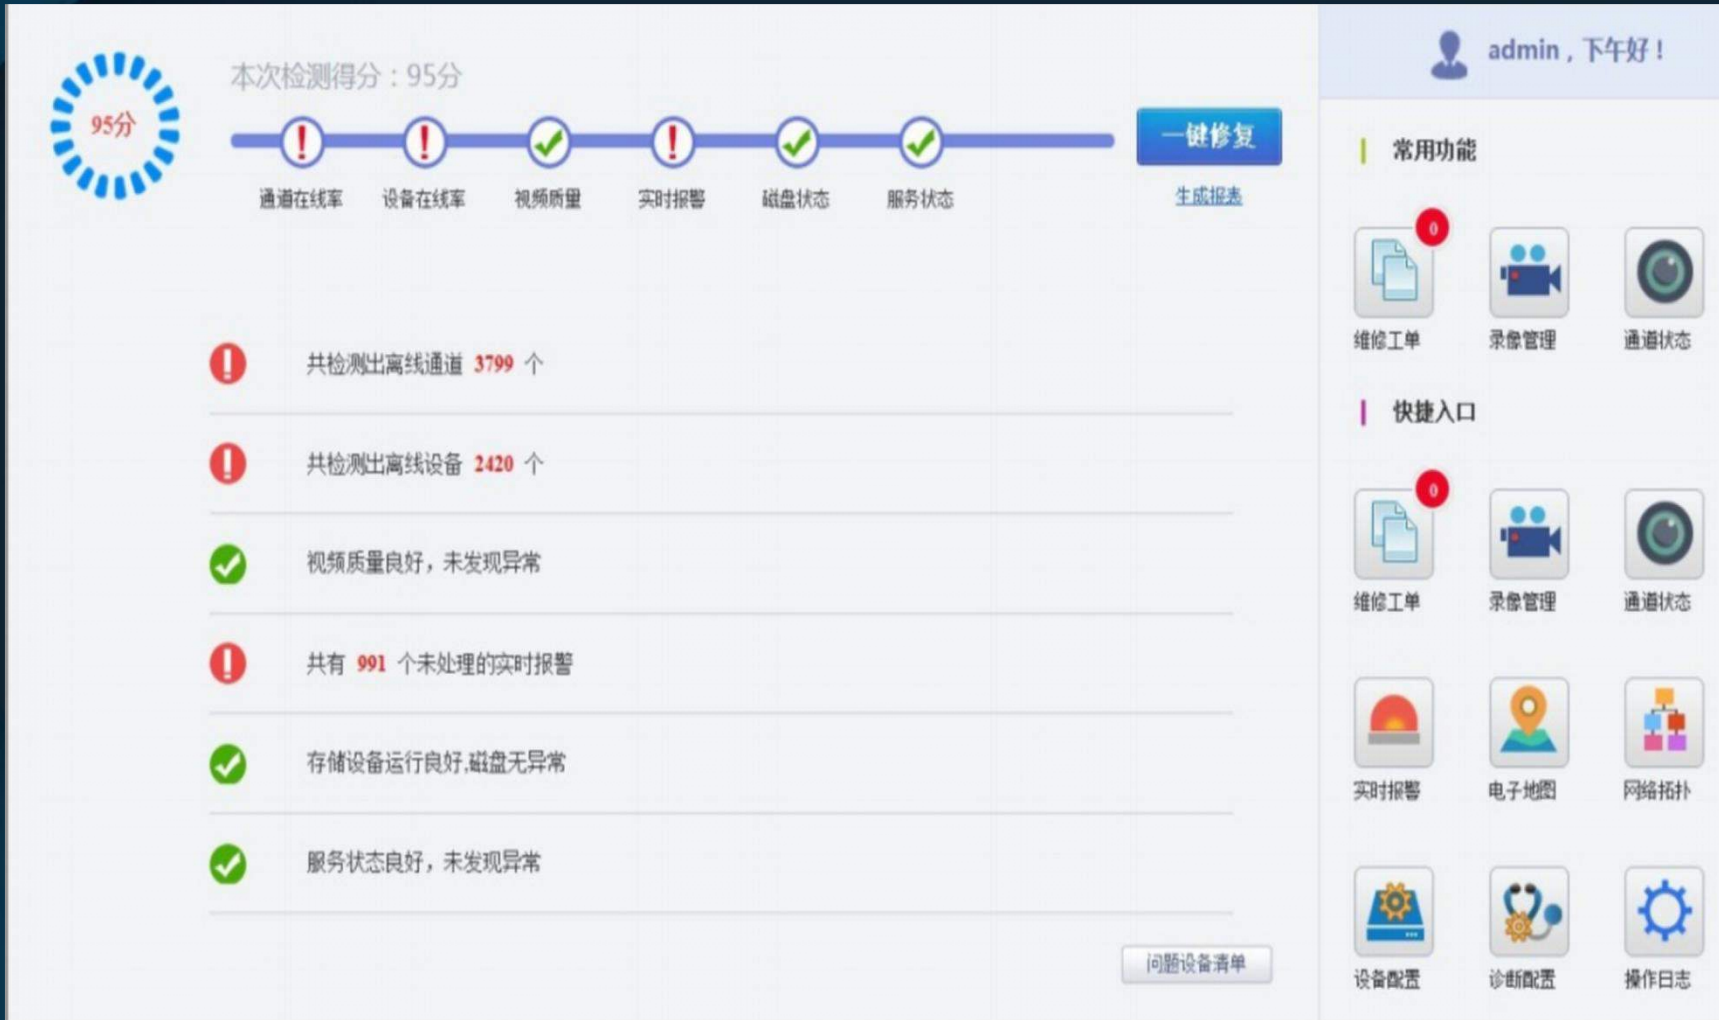 95分
本次检测得分：95分
通道在线率 设备在线率 视频质量 实时报警 磁盘状态 服务状态
一键修复
生成报表
共检测出离线通道 3799 个
共检测出离线设备 2420 个
视频质量良好，未发现异常
共有 991 个未处理的实时报警
存储设备运行良好,磁盘无异常
服务状态良好，未发现异常
问题设备清单
admin，下午好！
常用功能
0
维修工单 录像管理 通道状态
快捷入口
0
维修工单 录像管理 通道状态
实时报警 电子地图 网络拓扑
设备配置 诊断配置 操作日志